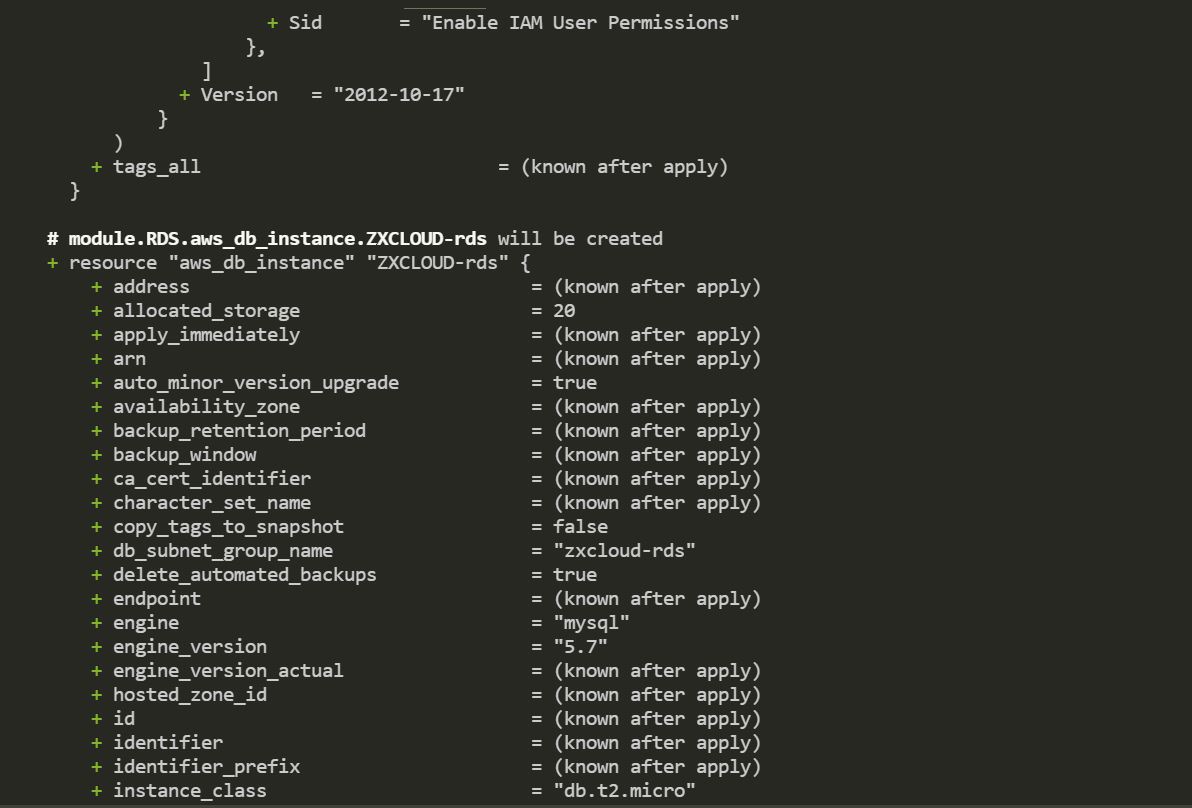 + Sid       = "Enable IAM User Permissions"
},
]
+ Version   = "2012-10-17"
}
)
+ tags_all                           = (known after apply)
}
# module.RDS.aws_db_instance.ZXCLOUD-rds will be created
+ resource "aws_db_instance" "ZXCLOUD-rds" {
+ address                               = (known after apply)
+ allocated_storage                     = 20
+ apply_immediately                     = (known after apply)
+ arn                                   = (known after apply)
+ auto_minor_version_upgrade            = true
+ availability_zone                     = (known after apply)
+ backup_retention_period               = (known after apply)
+ backup_window                         = (known after apply)
+ ca_cert_identifier                    = (known after apply)
+ character_set_name                    = (known after apply)
+ copy_tags_to_snapshot                 = false
+ db_subnet_group_name                  = "zxcloud-rds"
+ delete_automated_backups              = true
+ endpoint                              = (known after apply)
+ engine                                = "mysql"
+ engine_version                        = "5.7"
+ engine_version_actual                 = (known after apply)
+ hosted_zone_id                        = (known after apply)
+ id                                    = (known after apply)
+ identifier                            = (known after apply)
+ identifier_prefix                     = (known after apply)
+ instance_class                        = "db.t2.micro"